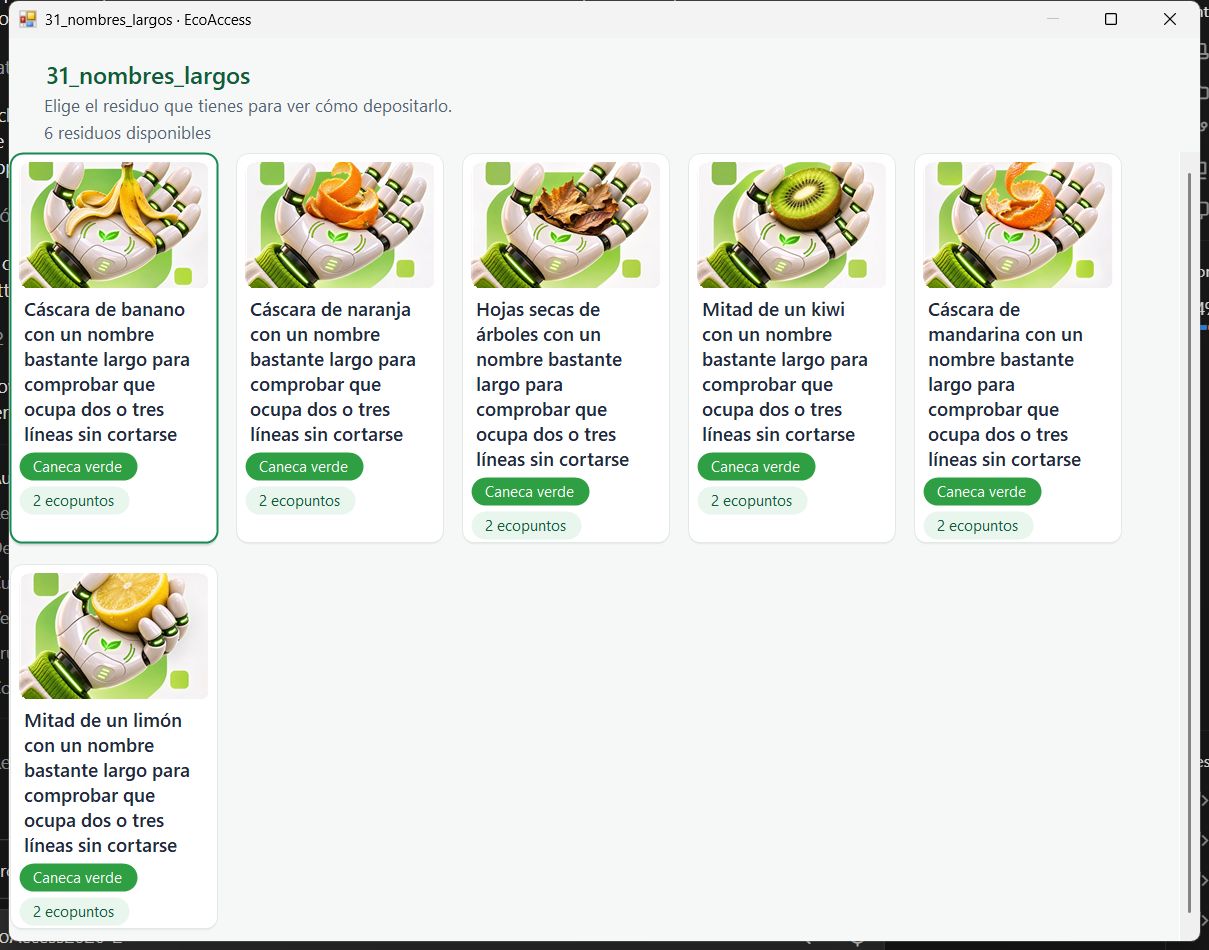 31_nombres_largos · EcoAccess
31_nombres_largos
Elige el residuo que tienes para ver cómo depositarlo.
6 residuos disponibles
Cáscara de banano
con un nombre
bastante largo para
comprobar que
ocupa dos o tres
líneas sin cortarse
Caneca verde
2 ecopuntos
Cáscara de naranja
con un nombre
bastante largo para
comprobar que
ocupa dos o tres
líneas sin cortarse
Caneca verde
2 ecopuntos
Hojas secas de
árboles con un
nombre bastante
largo para
comprobar que
ocupa dos o tres
líneas sin cortarse
Caneca verde
2 ecopuntos
Mitad de un kiwi
con un nombre
bastante largo para
comprobar que
ocupa dos o tres
líneas sin cortarse
Caneca verde
2 ecopuntos
Cáscara de
mandarina con un
nombre bastante
largo para
comprobar que
ocupa dos o tres
líneas sin cortarse
Caneca verde
2 ecopuntos
Mitad de un limón
con un nombre
bastante largo para
comprobar que
ocupa dos o tres
líneas sin cortarse
Caneca verde
2 ecopuntos